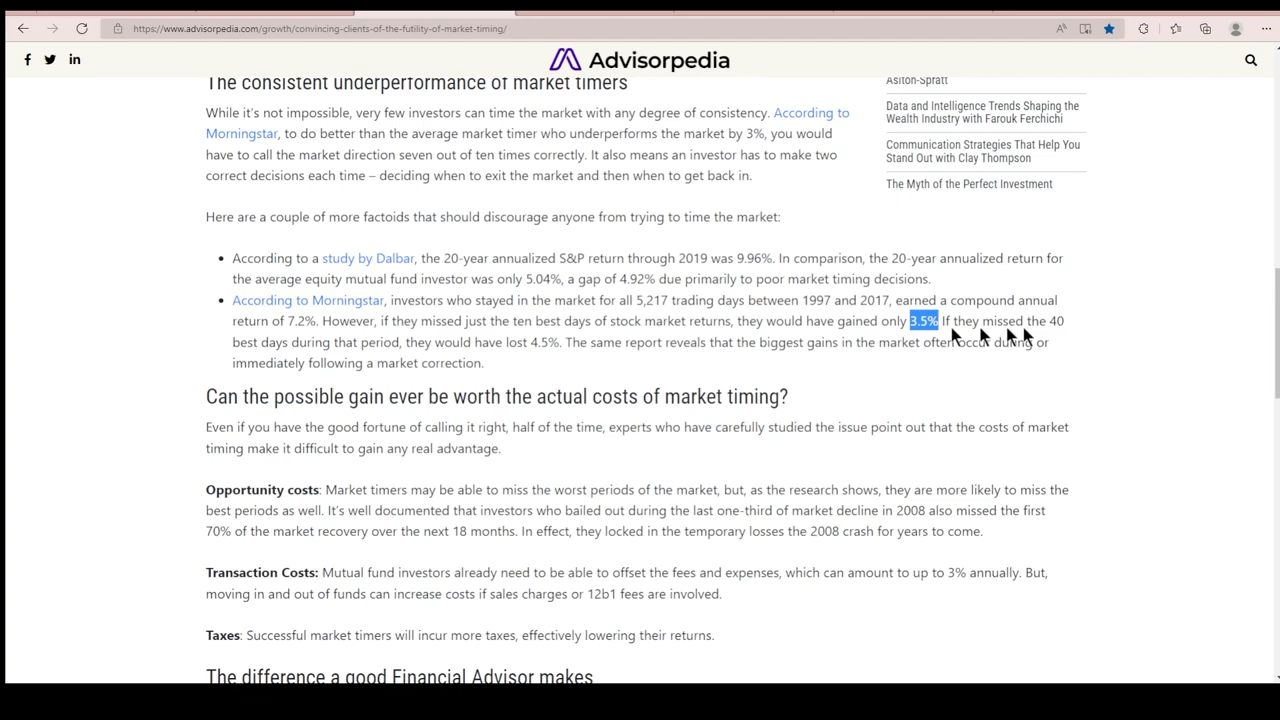 https://www.advisorpedia.com/growth/convincing-clients-of-the-futility-of-market-timing/
Advisorpedia
The consistent underperformance of market timers
While it's not impossible, very few investors can time the market with any degree of consistency. According to
Morningstar, to do better than the average market timer who underperforms the market by 3%, you would
have to call the market direction seven out of ten times correctly. It also means an investor has to make two
correct decisions each time – deciding when to exit the market and then when to get back in.
Here are a couple of more factoids that should discourage anyone from trying to time the market:
• According to a study by Dalbar, the 20-year annualized S&P return through 2019 was 9.96%. In comparison, the 20-year annualized return for
the average equity mutual fund investor was only 5.04%, a gap of 4.92% due primarily to poor market timing decisions.
• According to Morningstar, investors who stayed in the market for all 5,217 trading days between 1997 and 2017, earned a compound annual
return of 7.2%. However, if they missed just the ten best days of stock market returns, they would have gained only 3.5% If they missed the 40
best days during that period, they would have lost 4.5%. The same report reveals that the biggest gains in the market often occur during or
immediately following a market correction.
Can the possible gain ever be worth the actual costs of market timing?
Even if you have the good fortune of calling it right, half of the time, experts who have carefully studied the issue point out that the costs of market
timing make it difficult to gain any real advantage.
Opportunity costs: Market timers may be able to miss the worst periods of the market, but, as the research shows, they are more likely to miss the
best periods as well. It's well documented that investors who bailed out during the last one-third of market decline in 2008 also missed the first
70% of the market recovery over the next 18 months. In effect, they locked in the temporary losses the 2008 crash for years to come.
Transaction Costs: Mutual fund investors already need to be able to offset the fees and expenses, which can amount to up to 3% annually. But,
moving in and out of funds can increase costs if sales charges or 12b1 fees are involved.
Taxes: Successful market timers will incur more taxes, effectively lowering their returns.
The difference a good Financial Advisor makes
Ashton-Spratt
Data and Intelligence Trends Shaping the
Wealth Industry with Farouk Ferchichi
Communication Strategies That Help You
Stand Out with Clay Thompson
The Myth of the Perfect Investment